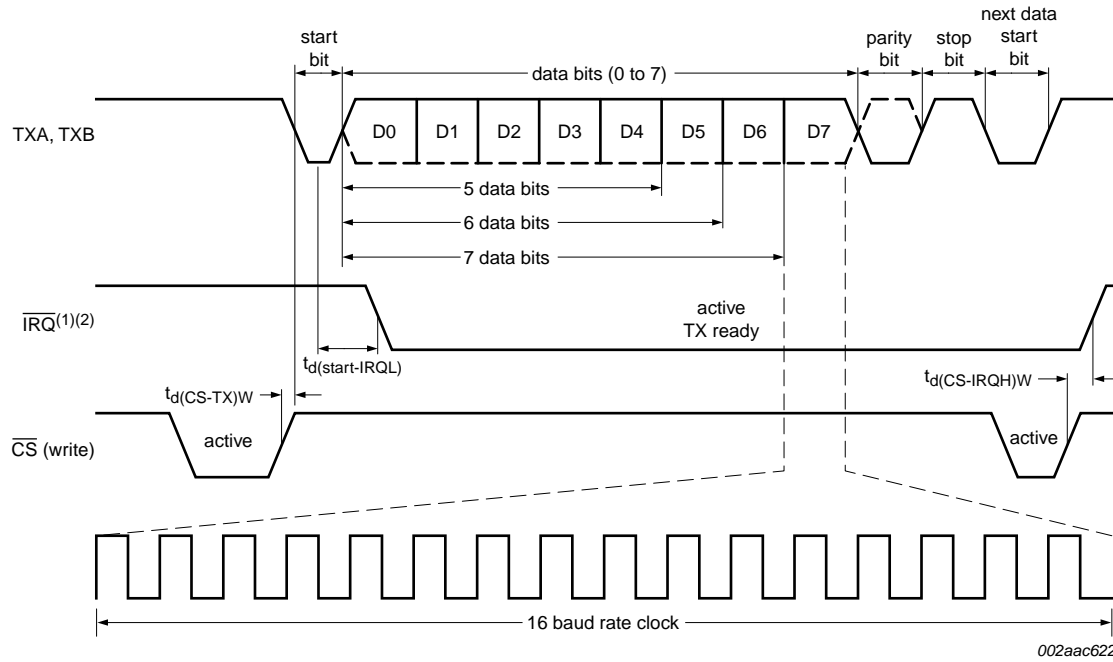 start
bit
data bits (0 to 7)
parity
bit
stop
bit
next data
start
bit
TXA, TXB
D0 D1 D2 D3 D4 D5 D6 D7
5 data bits
6 data bits
7 data bits
IRQ(1)(2)
active
TX ready
td(start-IRQL)
td(CS-TX)W
td(CS-IRQH)W
CS (write)
active
active
16 baud rate clock
002aac622